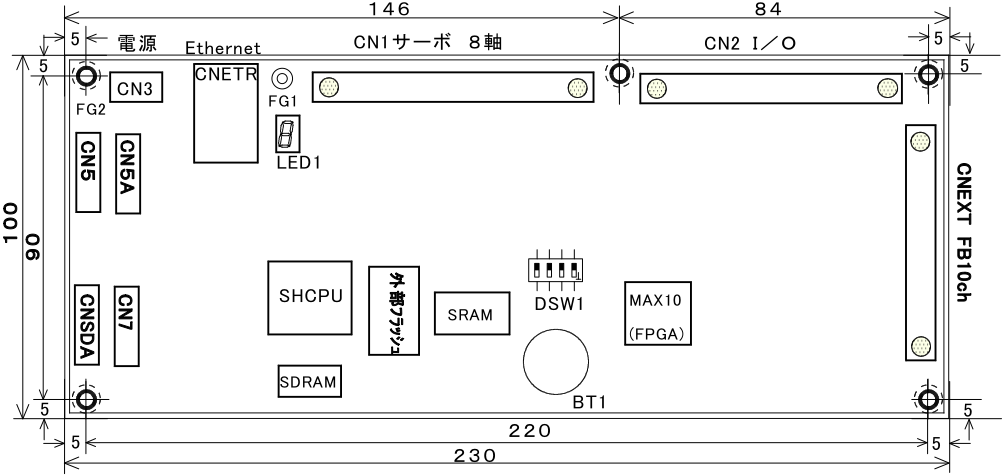 146
84
5
電源
Ethernet
CN1サーボ 8軸
CN2 I/O
5
5
CNETR
5
CN3
FG2
FG1
LED1
CN5
CN5A
CNEXT FB10ch
100
90
SHCPU
外部フラッシュ
SRAM
DSW1
1
MAX10
(FPGA)
CNSDA
CN7
SDRAM
BT1
5
5
5
220
5
230